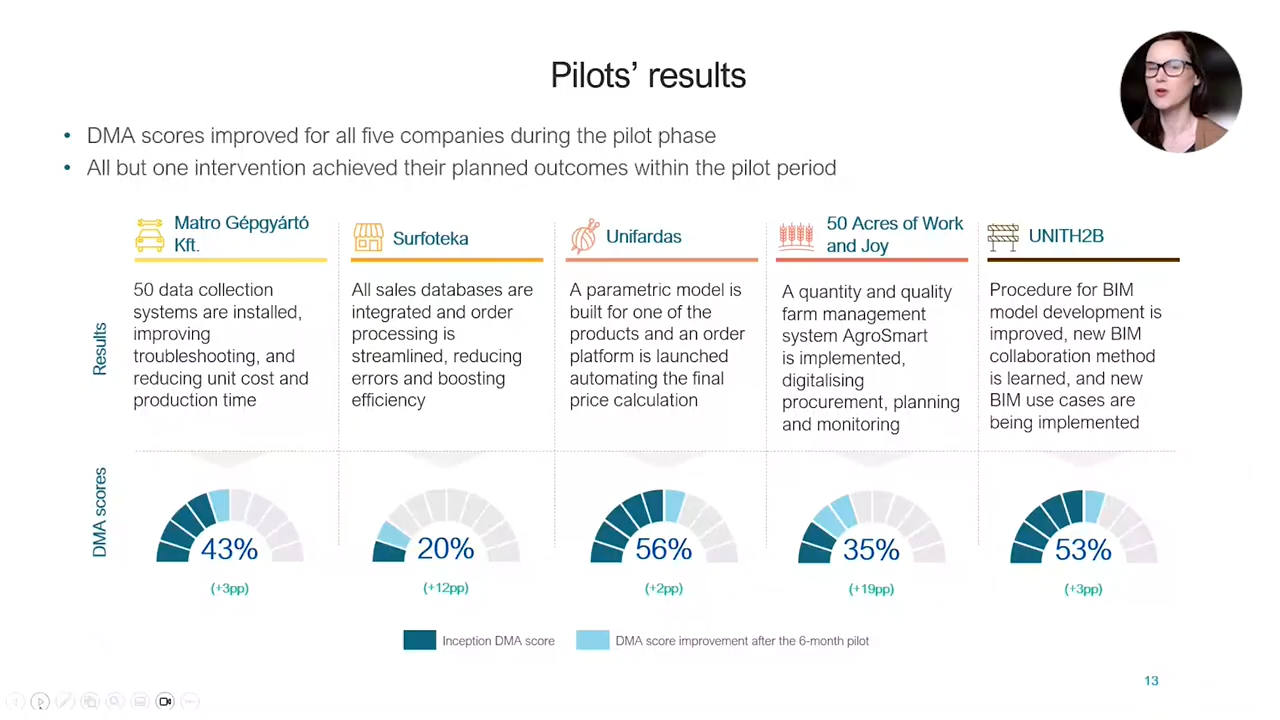 Pilots' results
• DMA scores improved for all five companies during the pilot phase
• All but one intervention achieved their planned outcomes within the pilot period
Matro Gépgyártó
Kft.
Surfoteka
Unifardas
50 Acres of Work
and Joy
UNITH2B
Results
50 data collection
systems are installed,
improving
troubleshooting, and
reducing unit cost and
production time
All sales databases are
integrated and order
processing is
streamlined, reducing
errors and boosting
efficiency
A parametric model is
built for one of the
products and an order
platform is launched
automating the final
price calculation
A quantity and quality
farm management
system AgroSmart
is implemented,
digitalising
procurement, planning
and monitoring
Procedure for BIM
model development is
improved, new BIM
collaboration method
is learned, and new
BIM use cases are
being implemented
DMA scores
43%
(+3pp)
20%
(+12pp)
56%
(+2pp)
35%
(+19pp)
53%
(+3pp)
Inception DMA score
DMA score improvement after the 6-month pilot
13